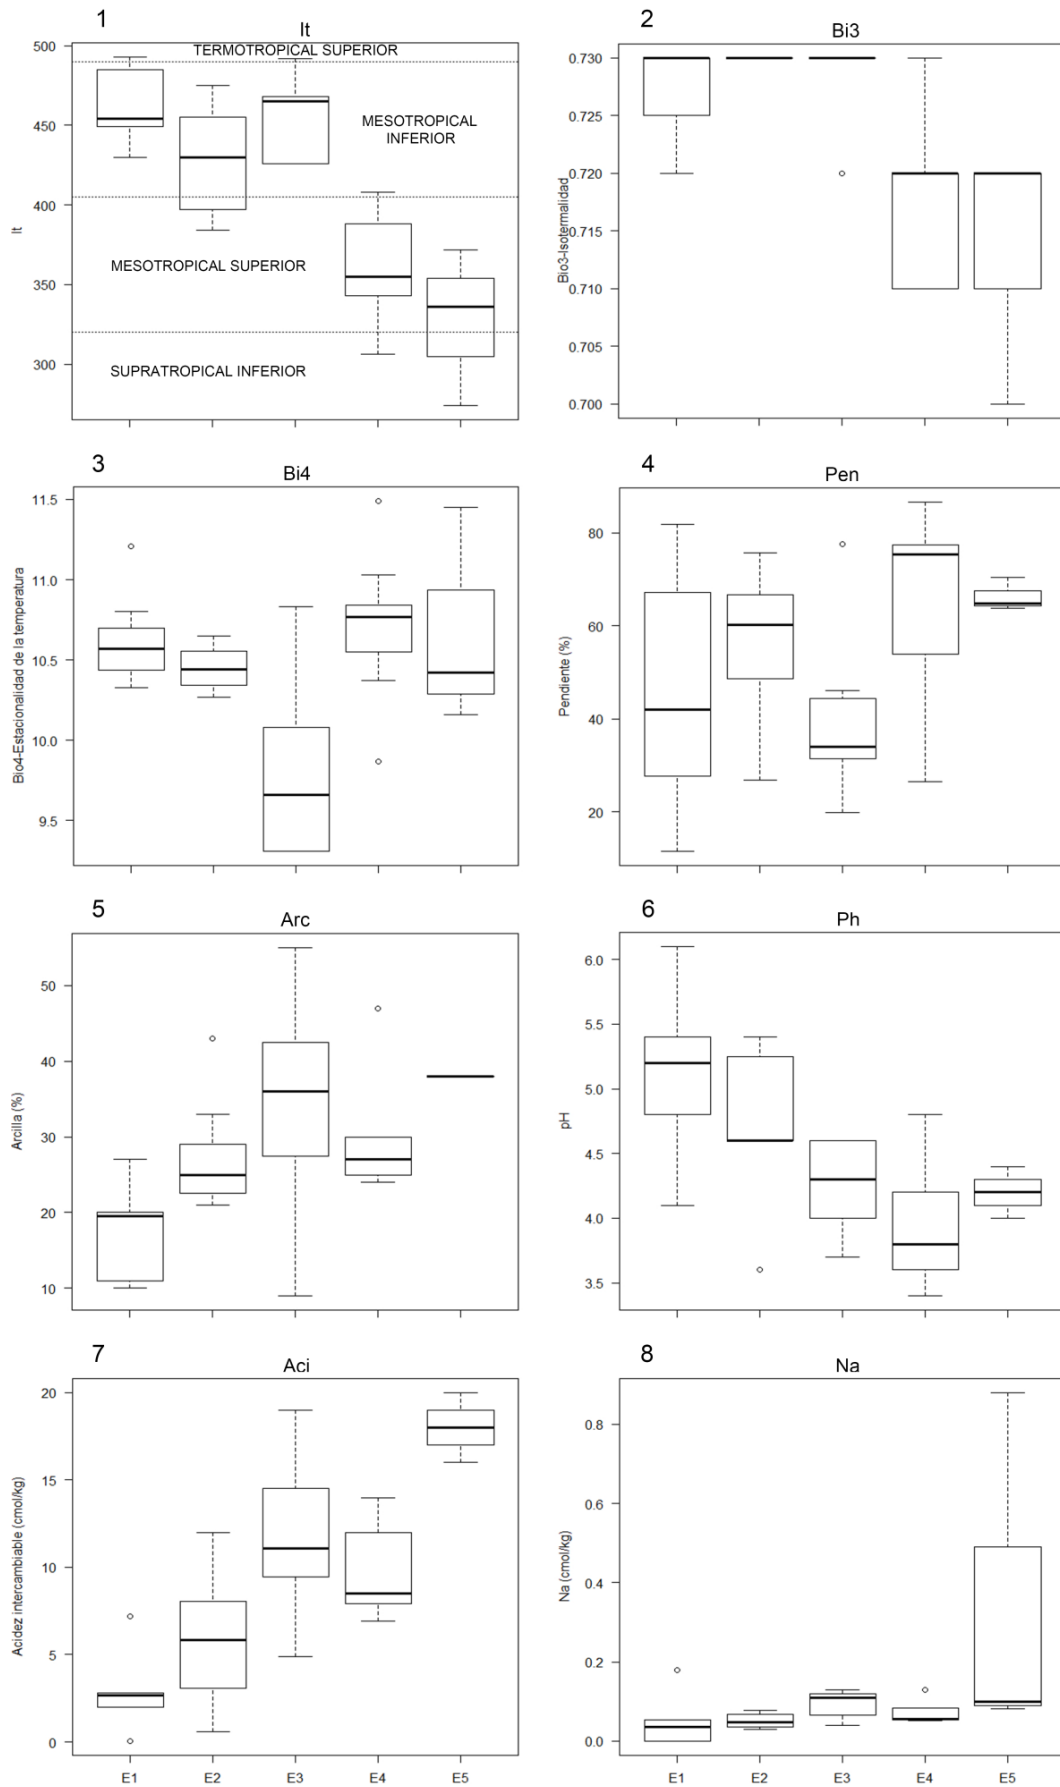 1
It
TERMOTROPICAL SUPERIOR
500
450
400
350
300
It
MESOTROPICAL
INFERIOR
MESOTROPICAL SUPERIOR
SUPRATROPICAL INFERIOR
2
Bi3
0.730
0.725
0.720
0.715
0.710
0.705
0.700
Bio3-Isotermalidad
3
Bi4
11.5
11.0
10.5
10.0
9.5
Bio4-Estacionalidad de la temperatura
4
Pen
80
60
40
20
Pendiente (%)
5
Arc
50
40
30
20
10
Arcilla (%)
6
Ph
6.0
5.5
5.0
4.5
4.0
3.5
pH
7
Aci
20
15
10
5
0
Acidez intercambiable (cmol/kg)
E1 E2 E3 E4 E5
8
Na
0.8
0.6
0.4
0.2
0.0
Na (cmol/kg)
E1 E2 E3 E4 E5